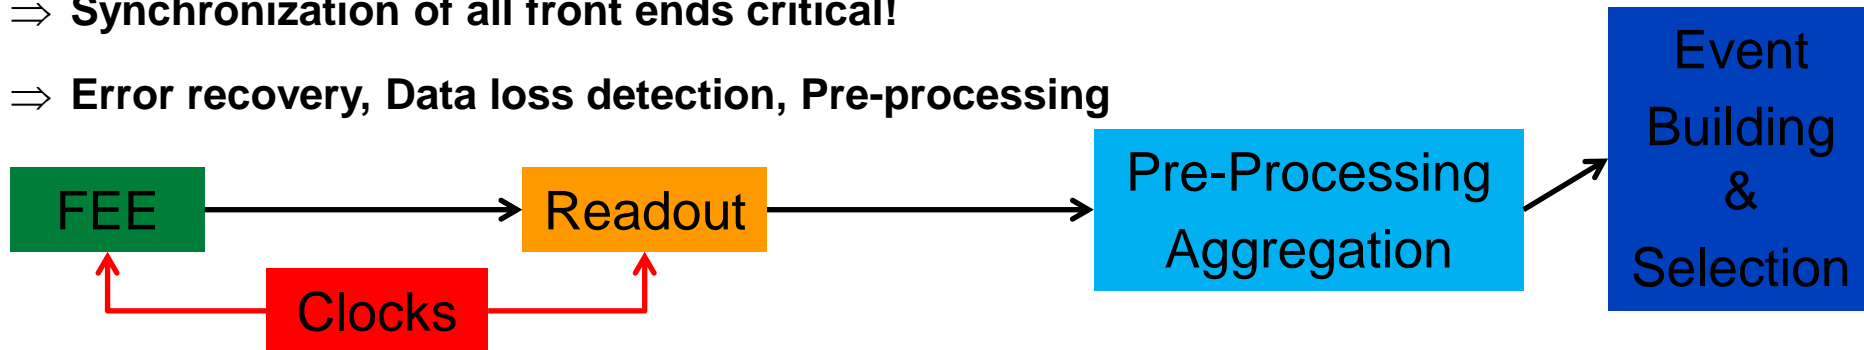 ⇒ Synchronization of all front ends critical!
⇒ Error recovery, Data loss detection, Pre-processing
FEE
Readout
Clocks
Pre-Processing
Aggregation
Event
Building
&
Selection